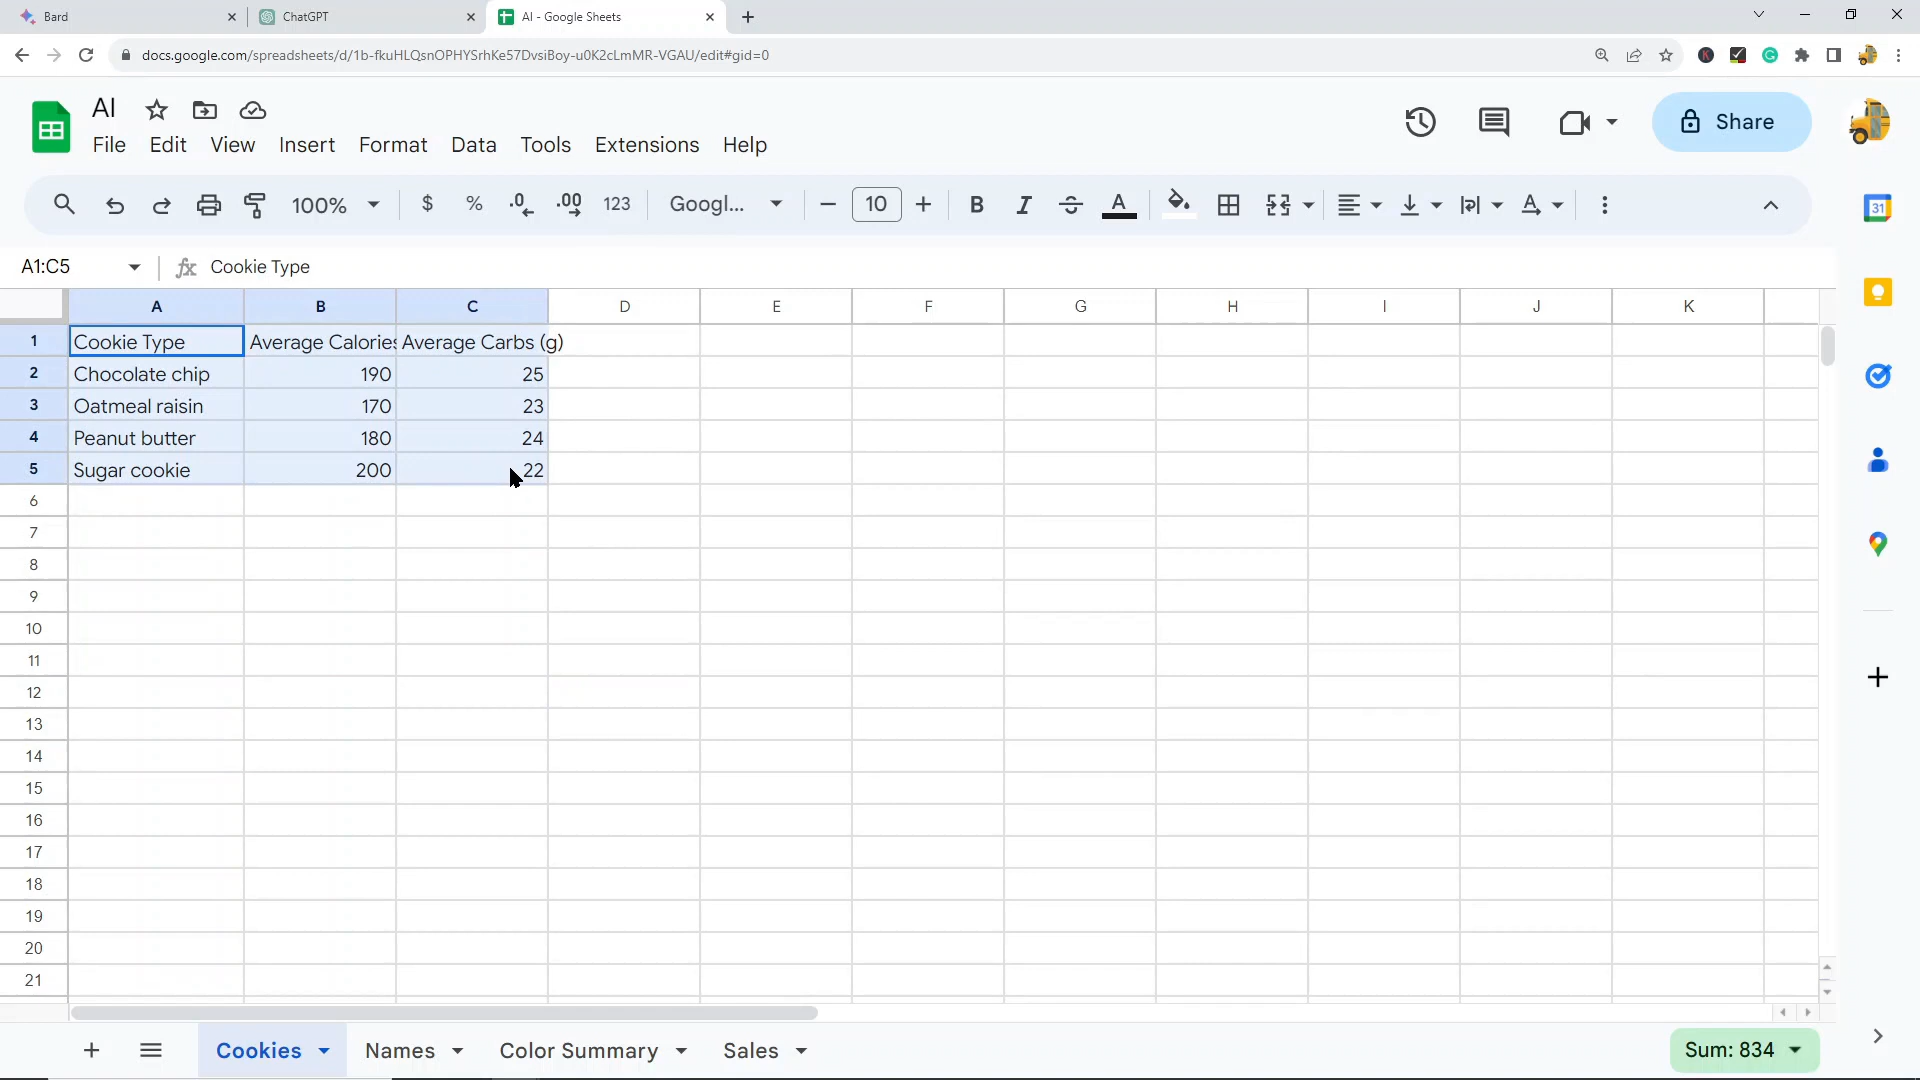 Bard
ChatGPT
AI - Google Sheets
docs.google.com/spreadsheets/d/1b-fkuHLQsnOPHYSrhKe57DvsiBoy-u0K2cLmMR-VGAU/edit#gid=0
AI
File Edit View Insert Format Data Tools Extensions Help
Share
100% $ % .0 .00 123 Googl... 10 B I S A
31
A1:C5 fx Cookie Type
A B C D E F G H I J K
1 Cookie Type Average Calories Average Carbs (g)
2 Chocolate chip 190 25
3 Oatmeal raisin 170 23
4 Peanut butter 180 24
5 Sugar cookie 200 22
6
7
8
9
10
11
12
13
14
15
16
17
18
19
20
21
Cookies Names Color Summary Sales Sum: 834